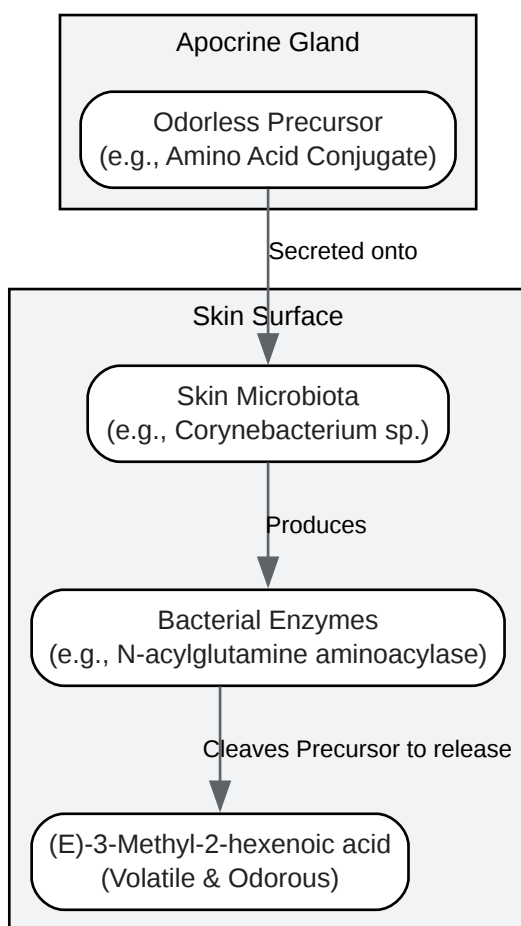 Apocrine Gland
Odorless Precursor
(e.g., Amino Acid Conjugate)
Secreted onto
Skin Surface
Skin Microbiota
(e.g., Corynebacterium sp.)
Produces
Bacterial Enzymes
(e.g., N-acylglutamine aminoacylase)
Cleaves Precursor to release
(E)-3-Methyl-2-hexenoic acid
(Volatile & Odorous)